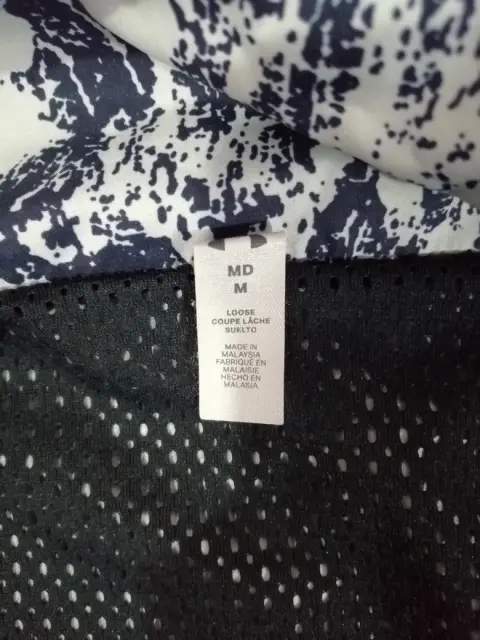 MD
M
LOOSE
COUPE LÂCHE
SUELTO
MADE IN
MALAYSIA
FABRIQUÉ EN
MALAISIE
HECHO EN
MALASIA